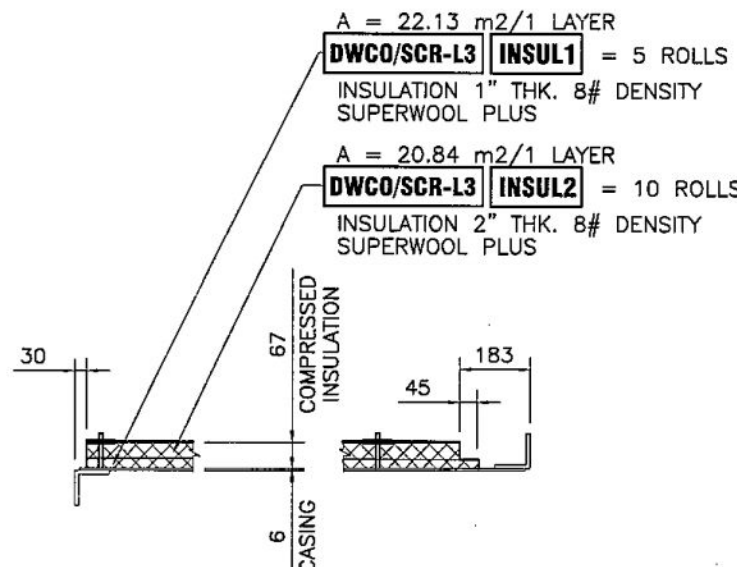 A = 22.13 m2/1 LAYER
DWCO/SCR-L3 INSUL1 = 5 ROLLS
INSULATION 1" THK. 8# DENSITY
SUPERWOOL PLUS
A = 20.84 m2/1 LAYER
DWCO/SCR-L3 INSUL2 = 10 ROLLS
INSULATION 2" THK. 8# DENSITY
SUPERWOOL PLUS
30
67
COMPRESSED
INSULATION
183
45
6
CASING